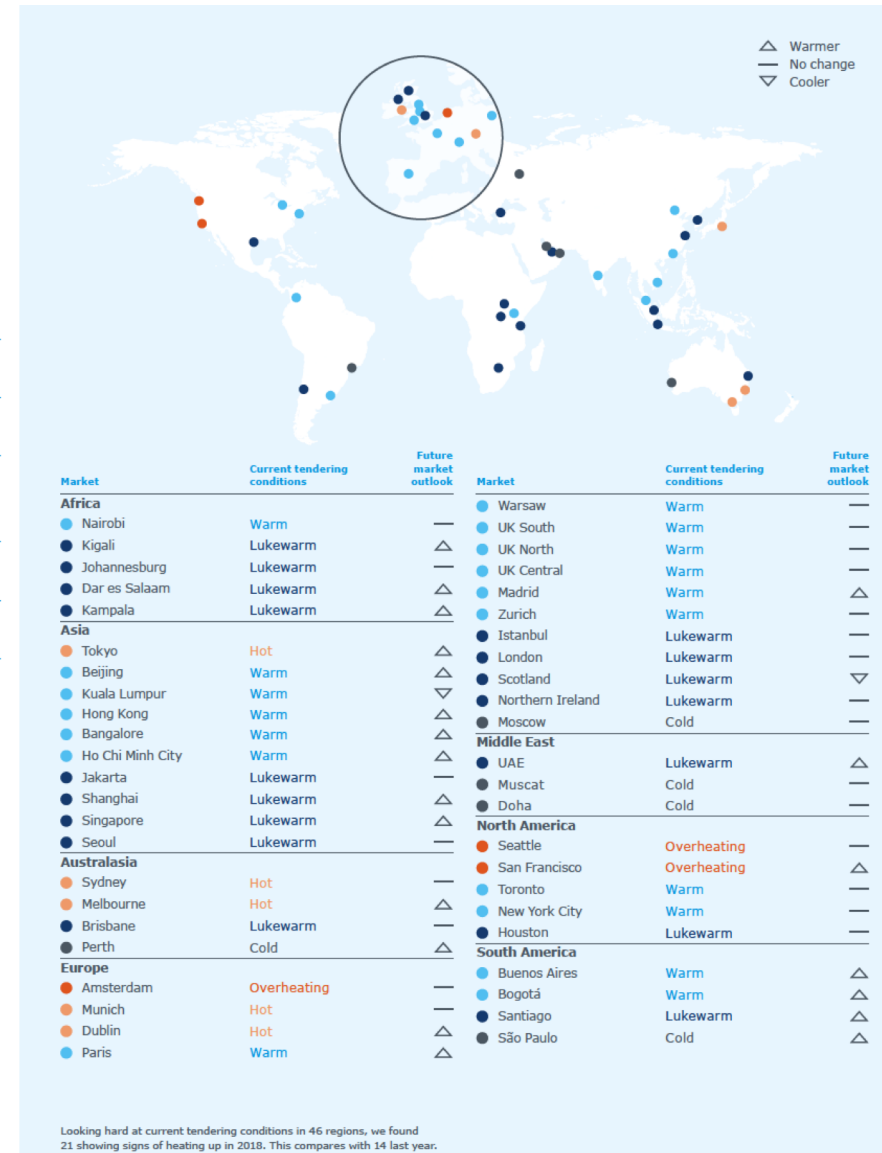 Warmer
No change
Cooler
Market Current tendering conditions Future market outlook
Africa
Nairobi Warm
Kigali Lukewarm
Johannesburg Lukewarm
Dar es Salaam Lukewarm
Kampala Lukewarm
Asia
Tokyo Hot
Beijing Warm
Kuala Lumpur Warm
Hong Kong Warm
Bangalore Warm
Ho Chi Minh City Warm
Jakarta Lukewarm
Shanghai Lukewarm
Singapore Lukewarm
Seoul Lukewarm
Australasia
Sydney Hot
Melbourne Hot
Brisbane Lukewarm
Perth Cold
Europe
Amsterdam Overheating
Munich Hot
Dublin Hot
Paris Warm
Market Current tendering conditions Future market outlook
Warsaw Warm
UK South Warm
UK North Warm
UK Central Warm
Madrid Warm
Zurich Warm
Istanbul Lukewarm
London Lukewarm
Scotland Lukewarm
Northern Ireland Lukewarm
Moscow Cold
Middle East
UAE Lukewarm
Muscat Cold
Doha Cold
North America
Seattle Overheating
San Francisco Overheating
Toronto Warm
New York City Warm
Houston Lukewarm
South America
Buenos Aires Warm
Bogotá Warm
Santiago Lukewarm
São Paulo Cold
Looking hard at current tendering conditions in 46 regions, we found
21 showing signs of heating up in 2018. This compares with 14 last year.